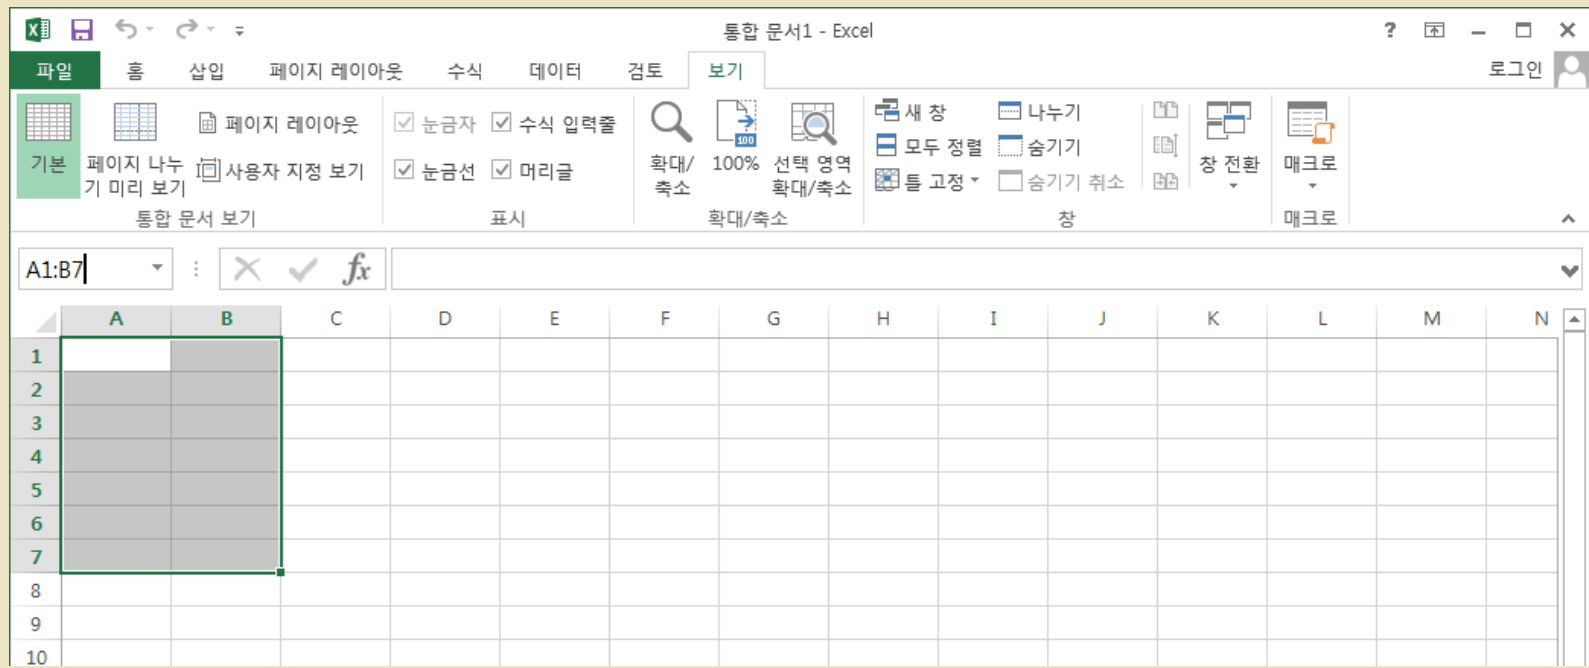 통합 문서1 - Excel
?
파일 홈 삽입 페이지 레이아웃 수식 데이터 검토 보기 로그인
기본
페이지 나누
기 미리 보기
페이지 레이아웃
사용자 지정 보기
통합 문서 보기
눈금자 수식 입력줄
눈금선 머리글
표시
확대/
축소
100
100%
선택 영역
확대/축소
확대/축소
새 창
모두 정렬
틀 고정
나누기
숨기기
숨기기 취소
창 전환
창
매크로
매크로
A1:B7
fx
A B C D E F G H I J K L M N
1
2
3
4
5
6
7
8
9
10